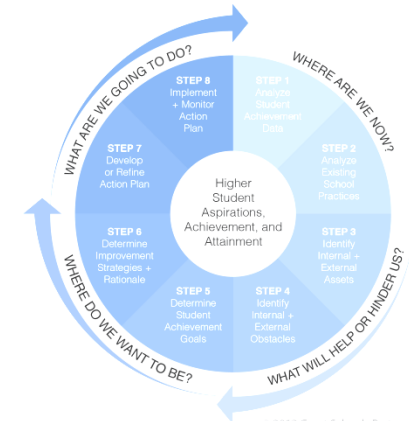 WHERE ARE WE NOW?
STEP 1
Analyze
Student
Achievement
Data
STEP 2
Analyze
Existing
School
Practices
WHAT WILL HELP OR HINDER US?
STEP 3
Identify
Internal +
External
Assets
STEP 4
Identify
Internal +
External
Obstacles
WHERE DO WE WANT TO BE?
STEP 5
Determine
Student
Achievement
Goals
STEP 6
Determine
Improvement
Strategies +
Rationale
WHAT ARE WE GOING TO DO?
STEP 7
Develop
or Refine
Action Plan
STEP 8
Implement
+ Monitor
Action
Plan
Higher
Student
Aspirations,
Achievement, and
Attainment